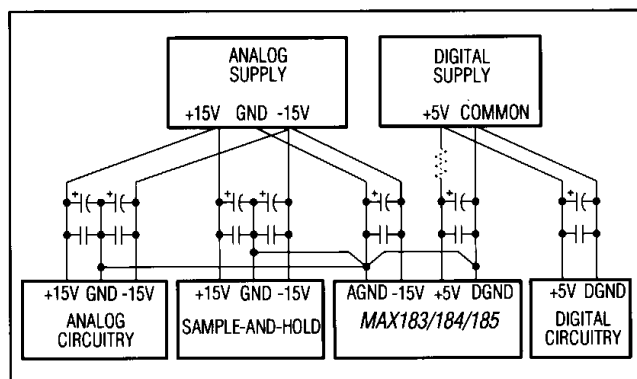 ANALOG
SUPPLY
+15V GND -15V
DIGITAL
SUPPLY
+5V COMMON
+ + + + + + +
+15V GND -15V
ANALOG
CIRCUITRY
+15V GND -15V
SAMPLE-AND-HOLD
AGND -15V +5V DGND
MAX183/184/185
+5V DGND
DIGITAL
CIRCUITRY